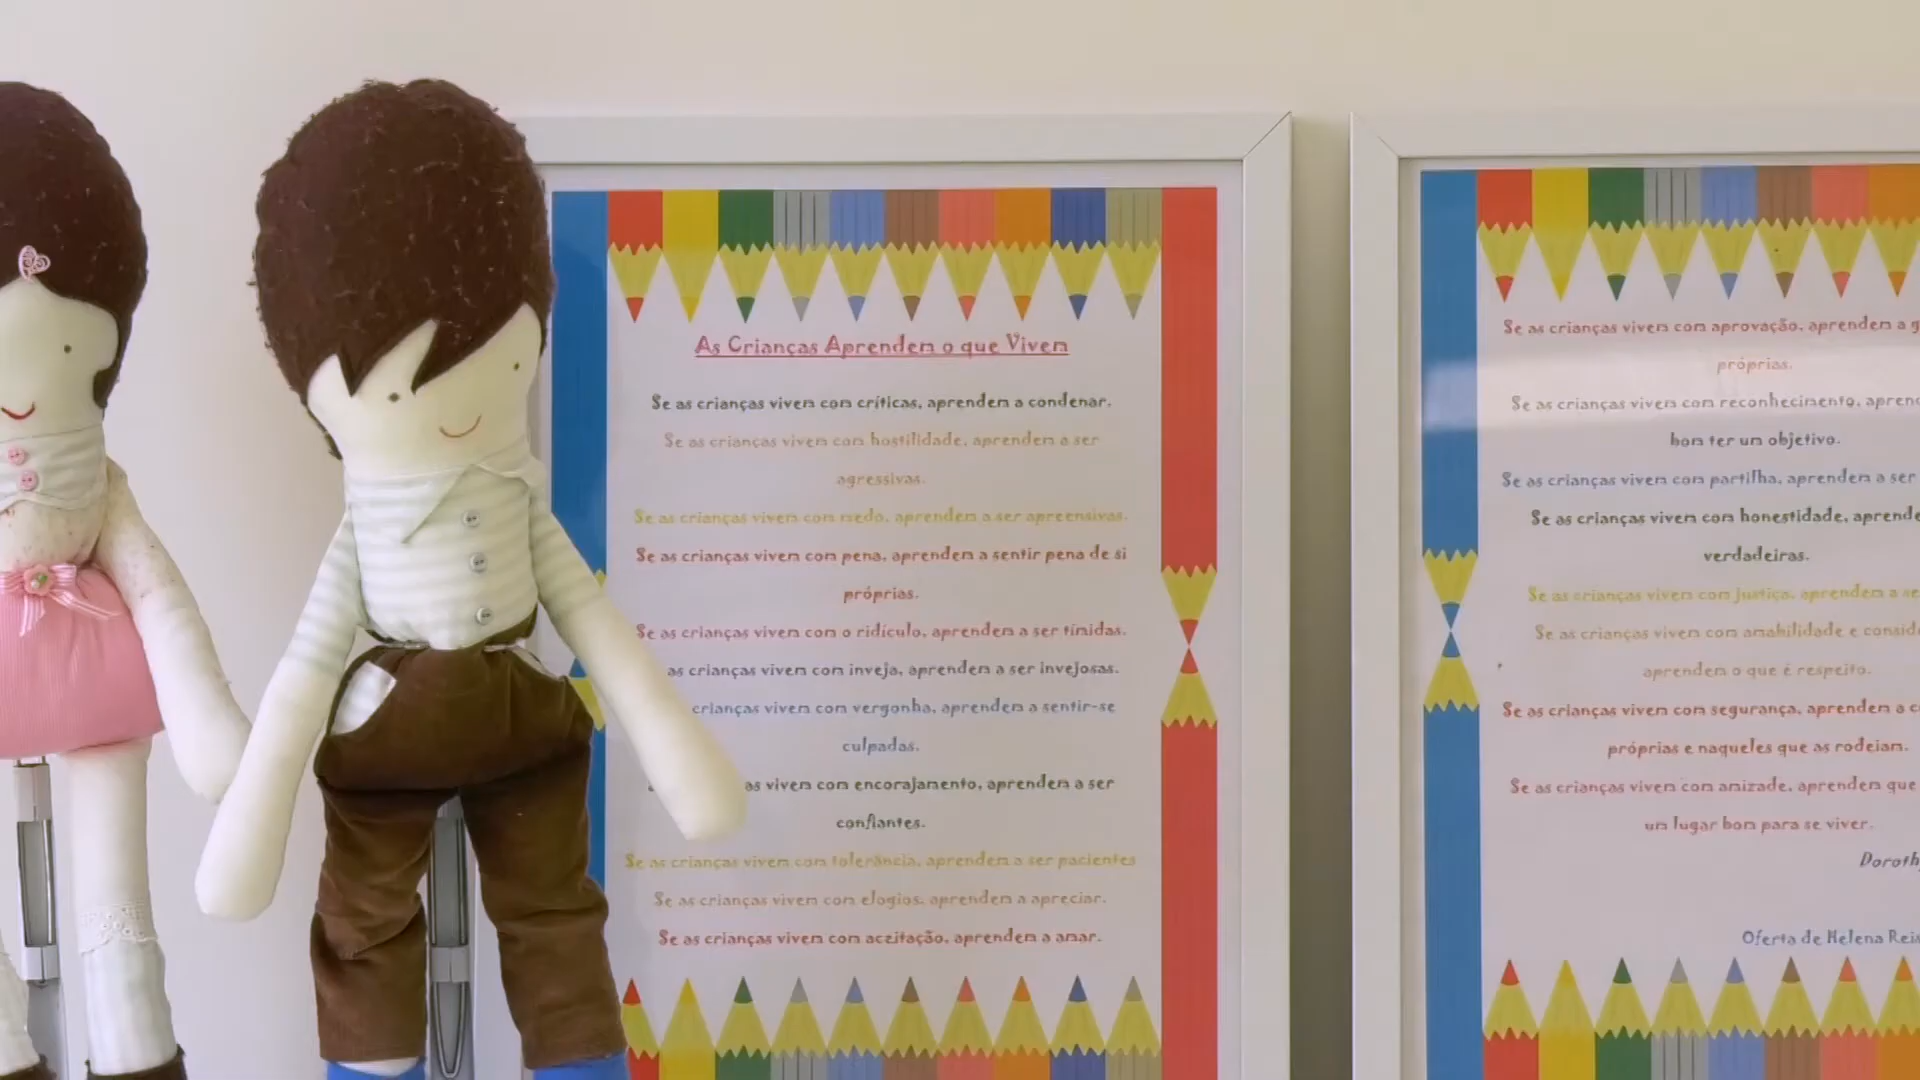 As Crianças Aprendem o que Vivem
Se as crianças vivem com críticas, aprendem a condenar.
Se as crianças vivem com hostilidade, aprendem a ser
agressivas.
Se as crianças vivem com medo, aprendem a ser apreensivas.
Se as crianças vivem com pena, aprendem a sentir pena de si
próprias.
Se as crianças vivem com o ridículo, aprendem a ser tímidas.
as crianças vivem com inveja, aprendem a ser invejosas.
crianças vivem com vergonha, aprendem a sentir-se
culpadas.
as vivem com encorajamento, aprendem a ser
confiantes.
Se as crianças vivem com tolerância, aprendem a ser pacientes
Se as crianças vivem com elogios, aprendem a apreciar.
Se as crianças vivem com aceitação, aprendem a amar.
Se as crianças vivem com aprovação, aprendem a g
próprias.
Se as crianças vivem com reconhecimento, apren
bom ter um objetivo.
Se as crianças vivem com partilha, aprendem a ser
Se as crianças vivem com honestidade, aprende
verdadeiras.
Se as crianças vivem com justiça, aprendem a se
Se as crianças vivem com amabilidade e consid
aprendem o que é respeito.
Se as crianças vivem com segurança, aprendem a c
próprias e naqueles que as rodeiam.
Se as crianças vivem com amizade, aprendem que
um lugar bom para se viver.
Doroth
Oferta de Helena Reis